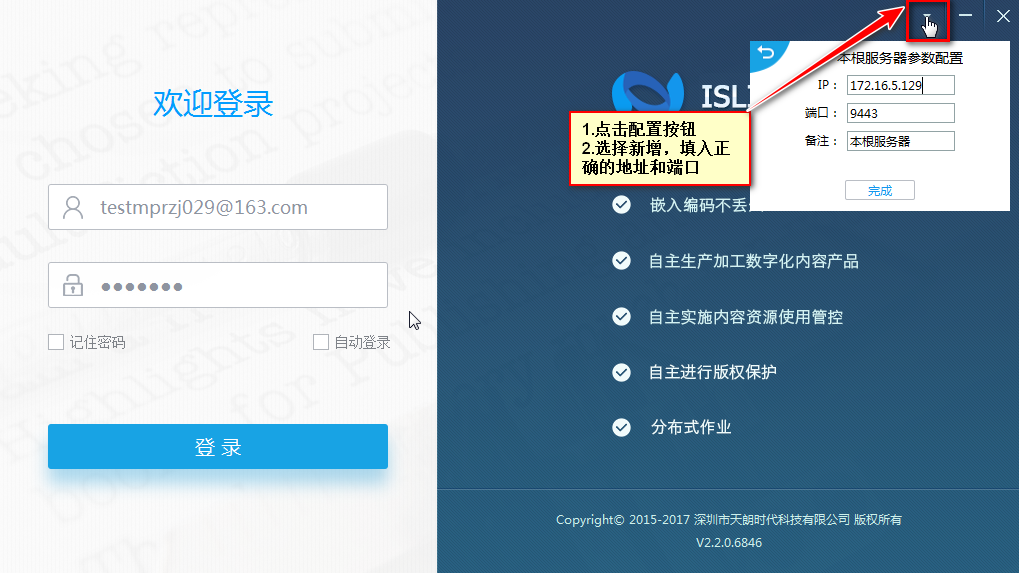 欢迎登录
testmprzj029@163.com
●●●●●●●
记住密码
自动登录
登 录
本根服务器参数配置
IP： 172.16.5.129
端口： 9443
备注： 本根服务器
完成
1.点击配置按钮
2.选择新增，填入正
确的地址和端口
嵌入编码不丢
自主生产加工数字化内容产品
自主实施内容资源使用管控
自主进行版权保护
分布式作业
Copyright© 2015-2017 深圳市天朗时代科技有限公司 版权所有
V2.2.0.6846